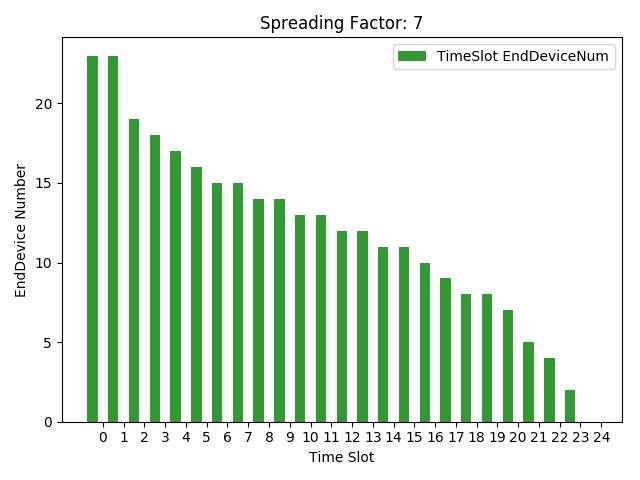 Spreading Factor: 7
TimeSlot EndDeviceNum
EndDevice Number
20
15
10
5
0
0 1 2 3 4 5 6 7 8 9 10 11 12 13 14 15 16 17 18 19 20 21 22 23 24
Time Slot